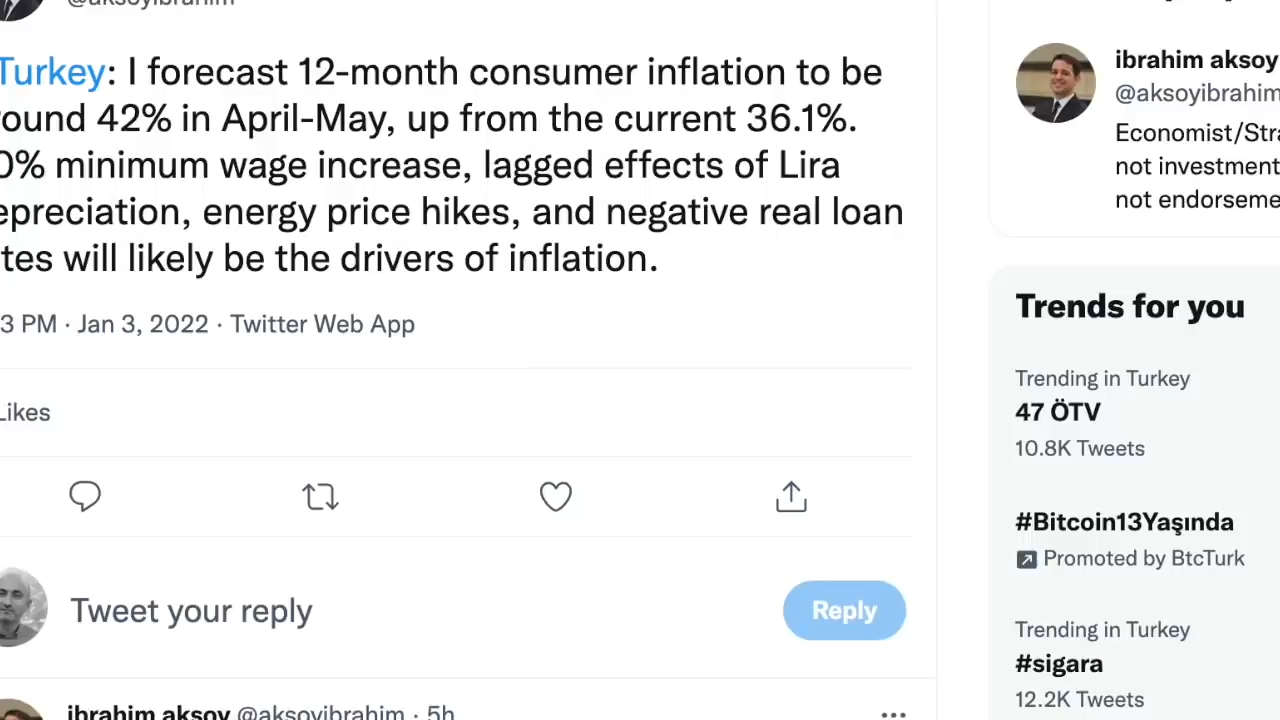 @aksoyibrahim
Turkey: I forecast 12-month consumer inflation to be
ound 42% in April-May, up from the current 36.1%.
0% minimum wage increase, lagged effects of Lira
epreciation, energy price hikes, and negative real loan
tes will likely be the drivers of inflation.
3 PM · Jan 3, 2022 · Twitter Web App
Likes
Tweet your reply
Reply
ibrahim aksoy @aksoyibrahim · 5h
ibrahim aksoy
@aksoyibrahim
Economist/Stra
not investment
not endorseme
Trends for you
Trending in Turkey
47 ÖTV
10.8K Tweets
#Bitcoin13Yaşında
Promoted by BtcTurk
Trending in Turkey
#sigara
12.2K Tweets